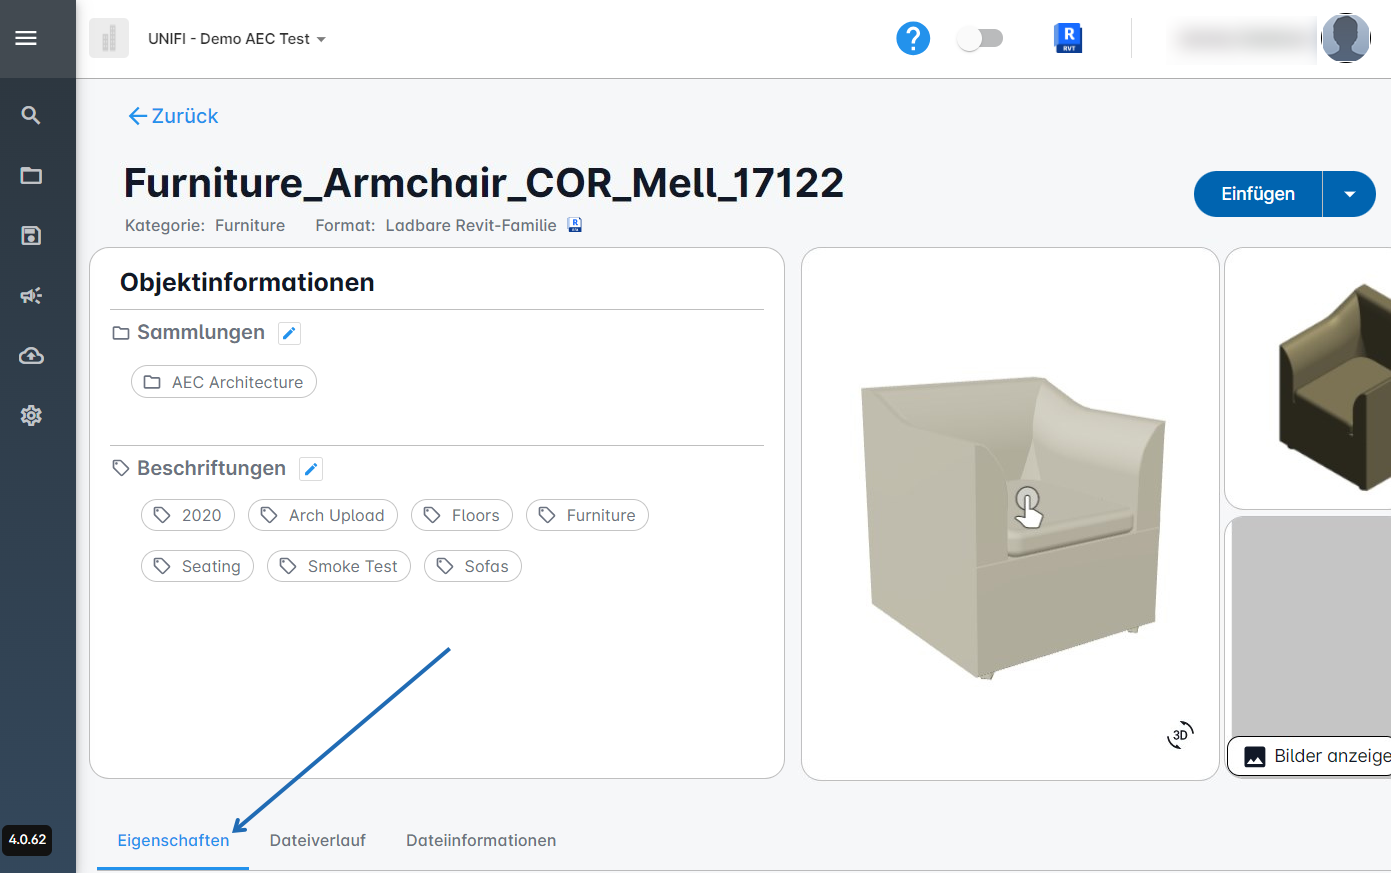 UNIFI - Demo AEC Test
?
R
RVT
Zurück
Furniture_Armchair_COR_Mell_17122
Einfügen
Kategorie: Furniture Format: Ladbare Revit-Familie
Objektinformationen
Sammlungen
AEC Architecture
Beschriftungen
2020 Arch Upload Floors Furniture
Seating Smoke Test Sofas
3D
Bilder anzeige
4.0.62
Eigenschaften Dateiverlauf Dateiinformationen